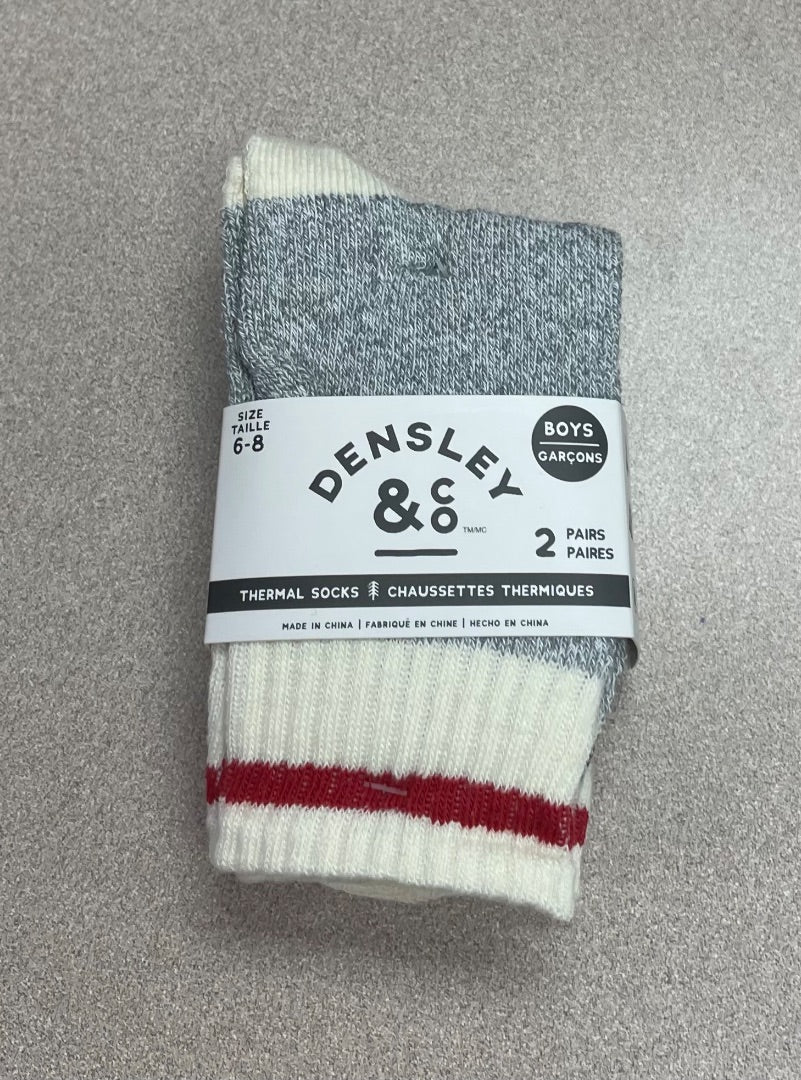 SIZE
TAILLE
6-8
BOYS
GARÇONS
DENSLEY
& CO
TM/MC
2 PAIRS
PAIRES
THERMAL SOCKS CHAUSSETTES THERMIQUES
MADE IN CHINA | FABRIQUÉ EN CHINE | HECHO EN CHINA